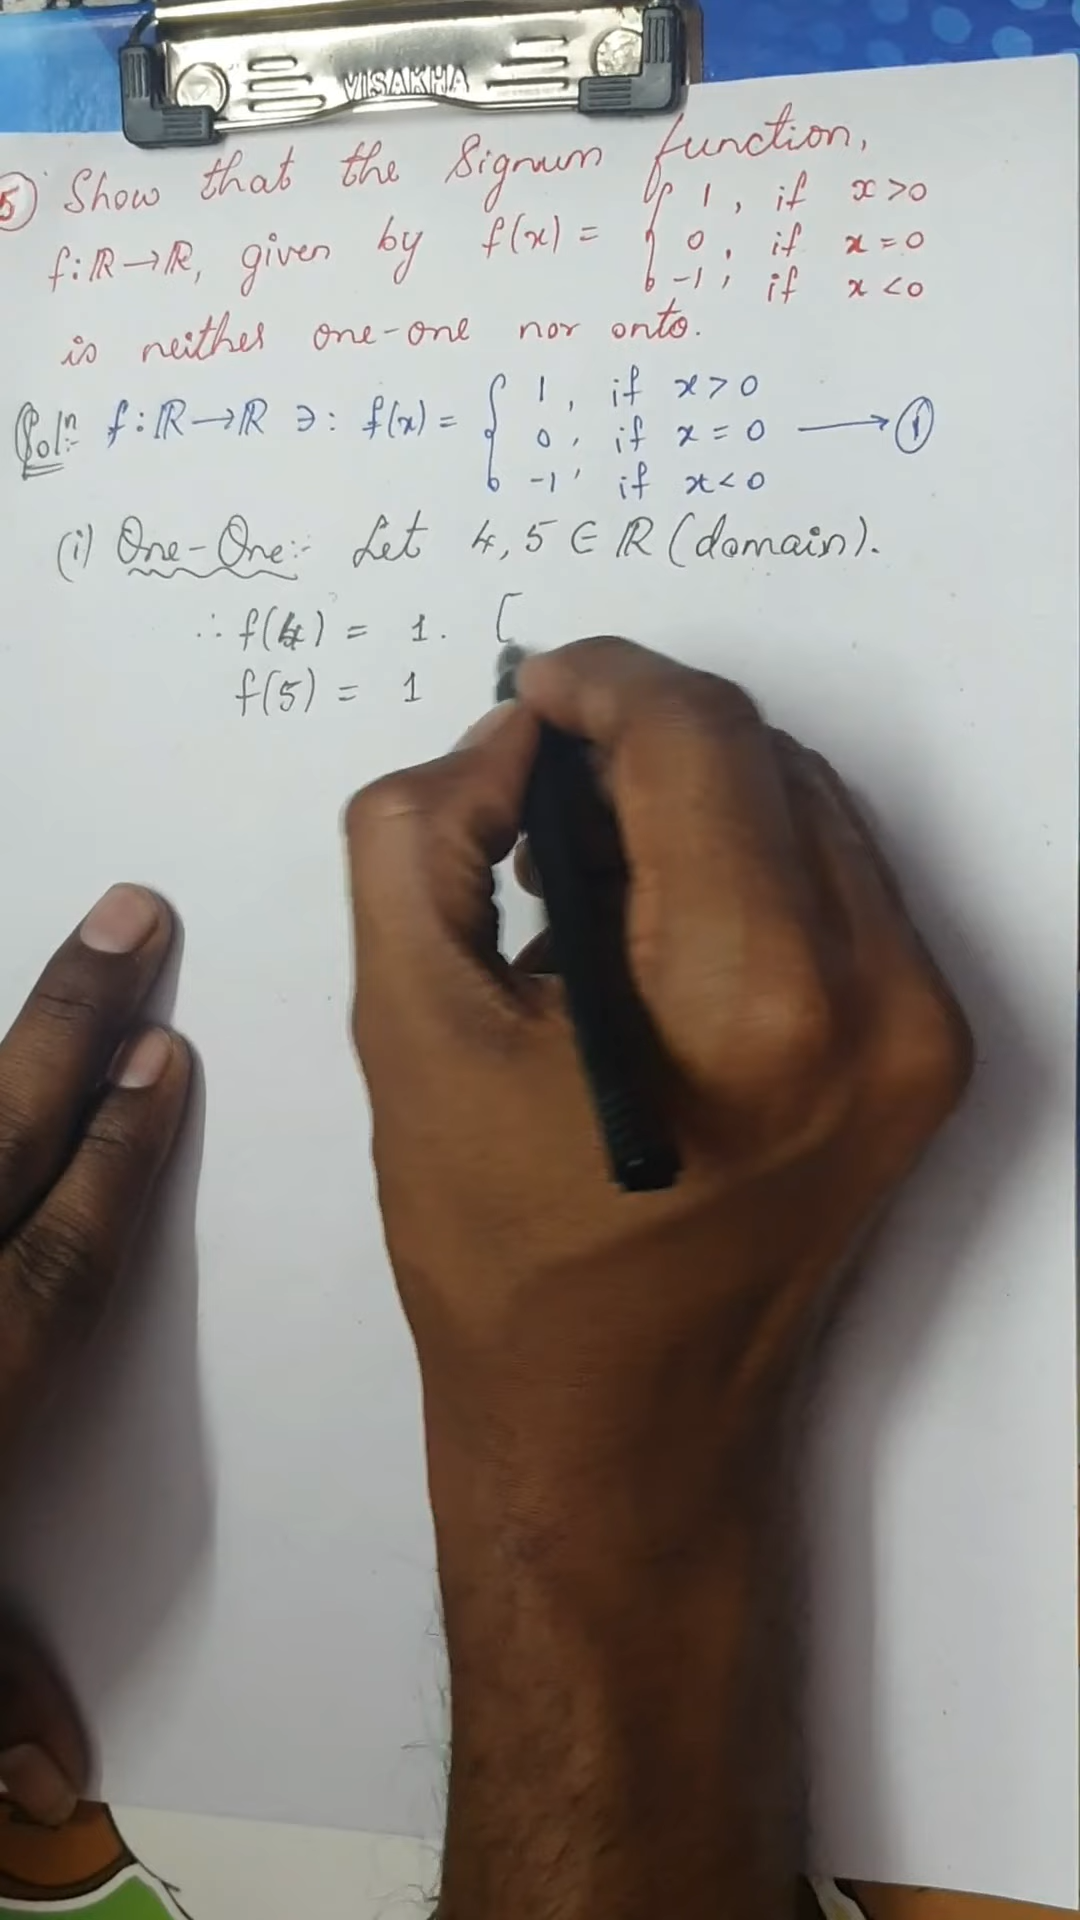 VISAKHA
5) Show that the Signum function,
f:ℝ→ℝ, given by f(x) = { 1, if x>0
0, if x=0
-1, if x<0
is neither one-one nor onto.
Solⁿ:- f:ℝ→ℝ ∋: f(x) = { 1, if x>0
0, if x=0 ⟶ ①
-1, if x<0
(i) One-One:- Let 4, 5 ∈ ℝ (domain).
∴ f(4) = 1. [
f(5) = 1